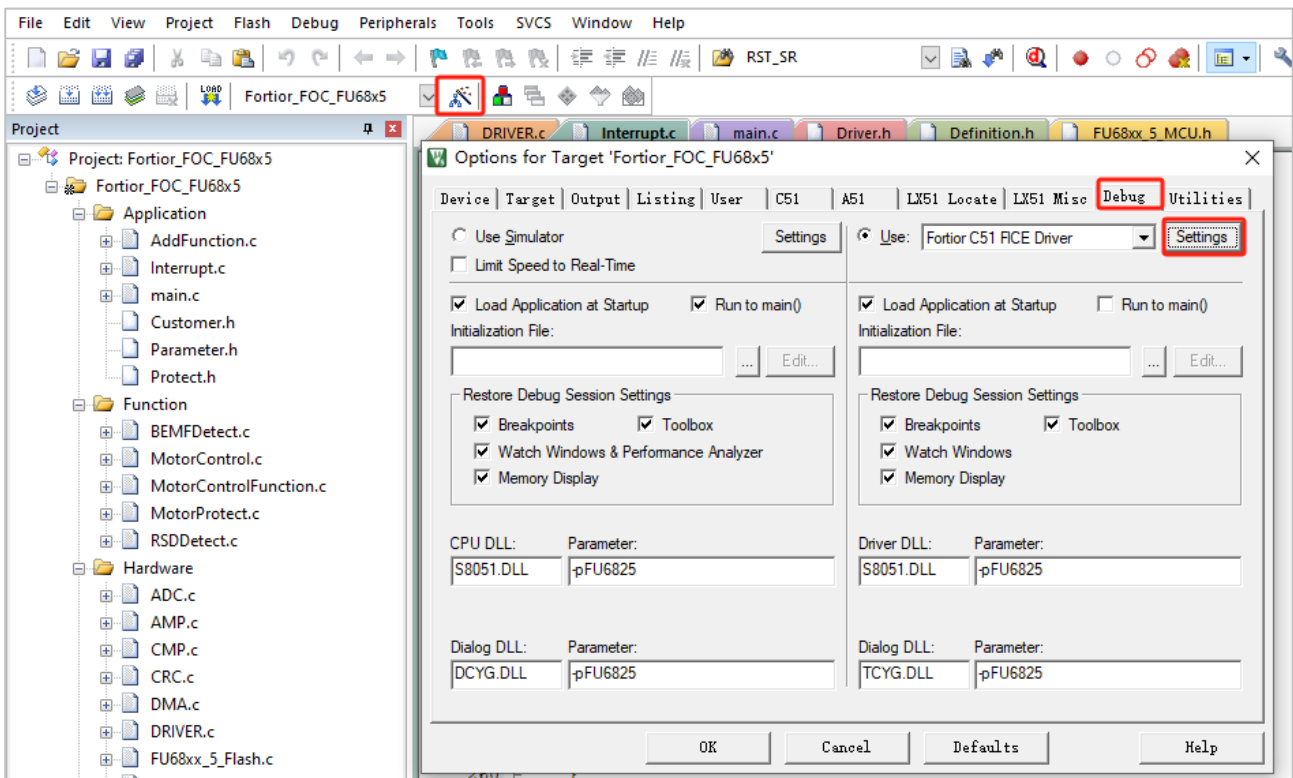 File Edit View Project Flash Debug Peripherals Tools SVCS Window Help
RST_SR
LOAD Fortior_FOC_FU68x5
Project
DRIVER.c Interrupt.c main.c Driver.h Definition.h FU68xx_5_MCU.h
Project: Fortior_FOC_FU68x5
Fortior_FOC_FU68x5
Application
AddFunction.c
Interrupt.c
main.c
Customer.h
Parameter.h
Protect.h
Function
BEMFDetect.c
MotorControl.c
MotorControlFunction.c
MotorProtect.c
RSDDetect.c
Hardware
ADC.c
AMP.c
CMP.c
CRC.c
DMA.c
DRIVER.c
FU68xx_5_Flash.c
Options for Target 'Fortior_FOC_FU68x5'
Device Target Output Listing User C51 A51 LX51 Locate LX51 Misc Debug Utilities
Use Simulator Settings
Limit Speed to Real-Time
Load Application at Startup Run to main()
Initialization File:
... Edit...
Restore Debug Session Settings
Breakpoints Toolbox
Watch Windows & Performance Analyzer
Memory Display
CPU DLL: Parameter:
S8051.DLL -pFU6825
Dialog DLL: Parameter:
DCYG.DLL -pFU6825
Use: Fortior C51 FICE Driver Settings
Load Application at Startup Run to main()
Initialization File:
... Edit...
Restore Debug Session Settings
Breakpoints Toolbox
Watch Windows
Memory Display
Driver DLL: Parameter:
S8051.DLL -pFU6825
Dialog DLL: Parameter:
TCYG.DLL -pFU6825
OK Cancel Defaults Help